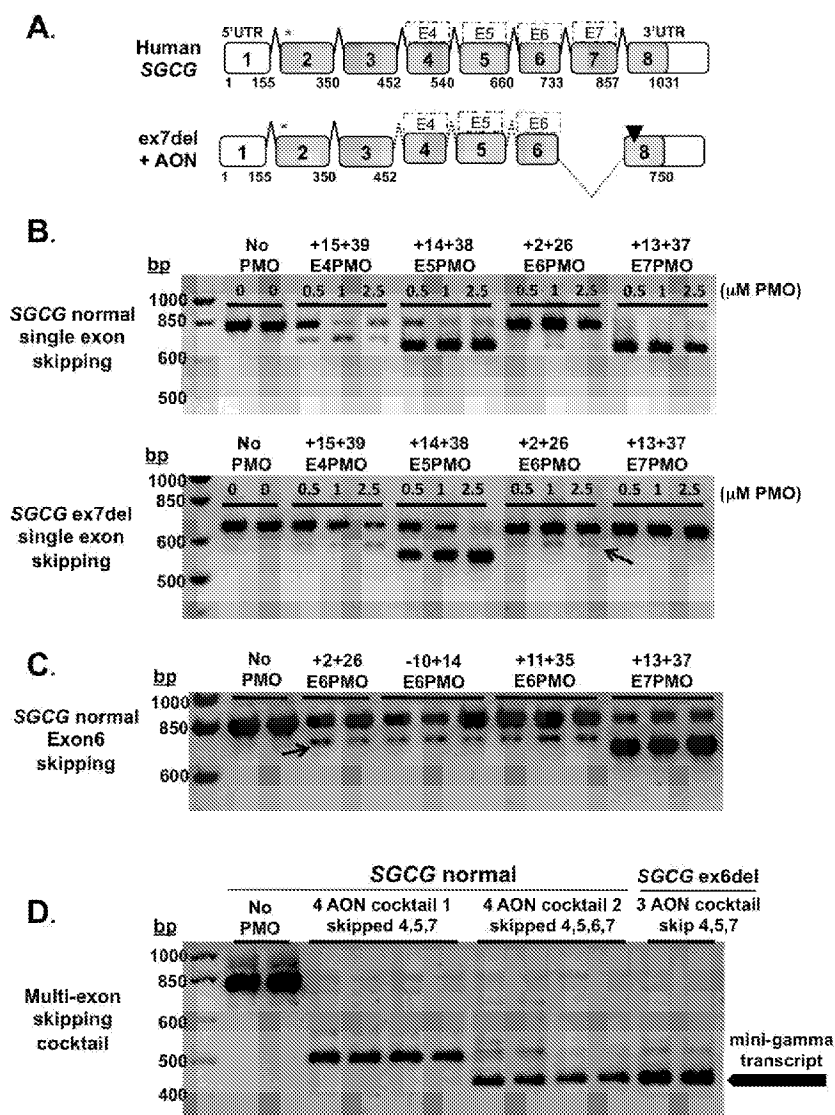 A.
5'UTR * E4 E5 E6 E7 3'UTR
Human
SGCG
1 2 3 4 5 6 7 8
1 155 350 452 540 660 733 857 1031
* E4 E5 E6
ex7del
+ AON
1 2 3 4 5 6 8
1 155 350 452 750
B.
No PMO +15+39 E4PMO +14+38 E5PMO +2+26 E6PMO +13+37 E7PMO
bp
0 0 0.5 1 2.5 0.5 1 2.5 0.5 1 2.5 0.5 1 2.5 (µM PMO)
1000
850
600
500
SGCG normal
single exon
skipping
No PMO +15+39 E4PMO +14+38 E5PMO +2+26 E6PMO +13+37 E7PMO
bp
0 0 0.5 1 2.5 0.5 1 2.5 0.5 1 2.5 0.5 1 2.5 (µM PMO)
1000
850
600
500
SGCG ex7del
single exon
skipping
C.
No PMO +2+26 E6PMO -10+14 E6PMO +11+35 E6PMO +13+37 E7PMO
bp
1000
850
600
SGCG normal
Exon6
skipping
SGCG normal SGCG ex6del
D.
No PMO 4 AON cocktail 1 skipped 4,5,7 4 AON cocktail 2 skipped 4,5,6,7 3 AON cocktail skip 4,5,7
bp
1000
850
600
500
400
Multi-exon
skipping
cocktail
mini-gamma
transcript